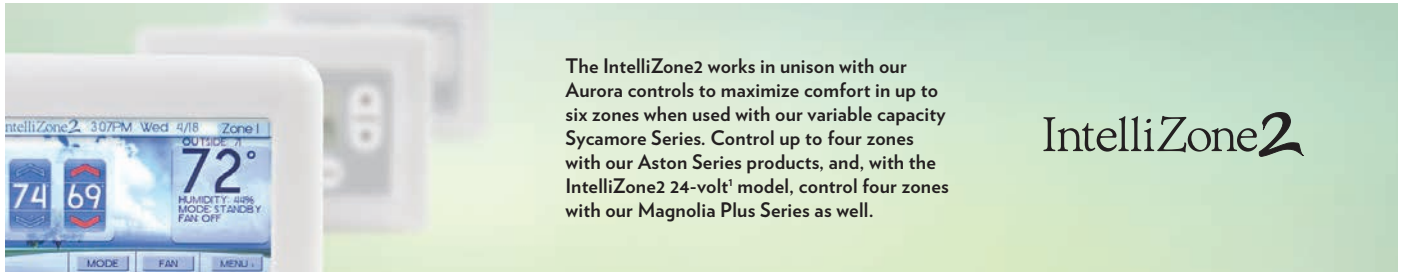 ntelliZone2 3:07PM Wed 4/18 Zone 1
OUTSIDE: 71
72°
74 69
HUMIDITY: 44%
MODE STANDBY
FAN: OFF
MODE FAN MENU
The IntelliZone2 works in unison with our
Aurora controls to maximize comfort in up to
six zones when used with our variable capacity
Sycamore Series. Control up to four zones
with our Aston Series products, and, with the
IntelliZone2 24-volt¹ model, control four zones
with our Magnolia Plus Series as well.
IntelliZone2